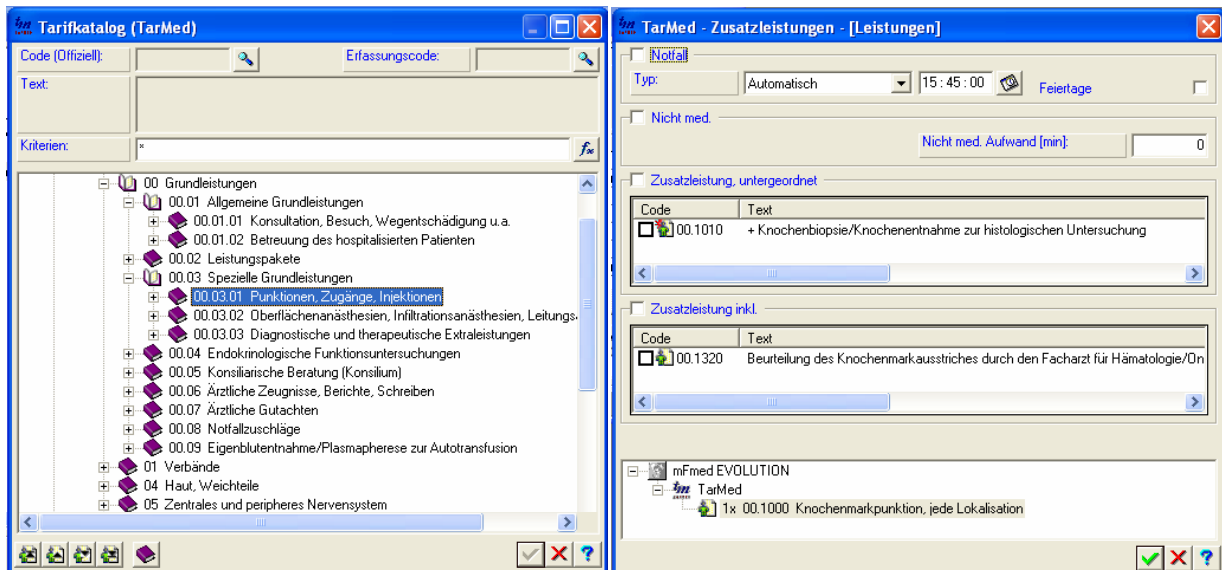 Tarifkatalog (TarMed)
Code (Offiziell):
Erfassungscode:
Text:
Kriterien:
*
00 Grundleistungen
00.01 Allgemeine Grundleistungen
00.01.01 Konsultation, Besuch, Wegentschädigung u.a.
00.01.02 Betreuung des hospitalisierten Patienten
00.02 Leistungspakete
00.03 Spezielle Grundleistungen
00.03.01 Punktionen, Zugänge, Injektionen
00.03.02 Oberflächenanästhesien, Infiltrationsanästhesien, Leitungs
00.03.03 Diagnostische und therapeutische Extraleistungen
00.04 Endokrinologische Funktionsuntersuchungen
00.05 Konsiliarische Beratung (Konsilium)
00.06 Ärztliche Zeugnisse, Berichte, Schreiben
00.07 Ärztliche Gutachten
00.08 Notfallzuschläge
00.09 Eigenblutentnahme/Plasmapherese zur Autotransfusion
01 Verbände
04 Haut, Weichteile
05 Zentrales und peripheres Nervensystem
TarMed - Zusatzleistungen - [Leistungen]
Notfall
Typ: Automatisch 15:45:00 Feiertage
Nicht med.
Nicht med. Aufwand [min]: 0
Zusatzleistung, untergeordnet
Code Text
00.1010 + Knochenbiopsie/Knochenentnahme zur histologischen Untersuchung
Zusatzleistung inkl.
Code Text
00.1320 Beurteilung des Knochenmarkausstriches durch den Facharzt für Hämatologie/On
mFmed EVOLUTION
TarMed
1x 00.1000 Knochenmarkpunktion, jede Lokalisation